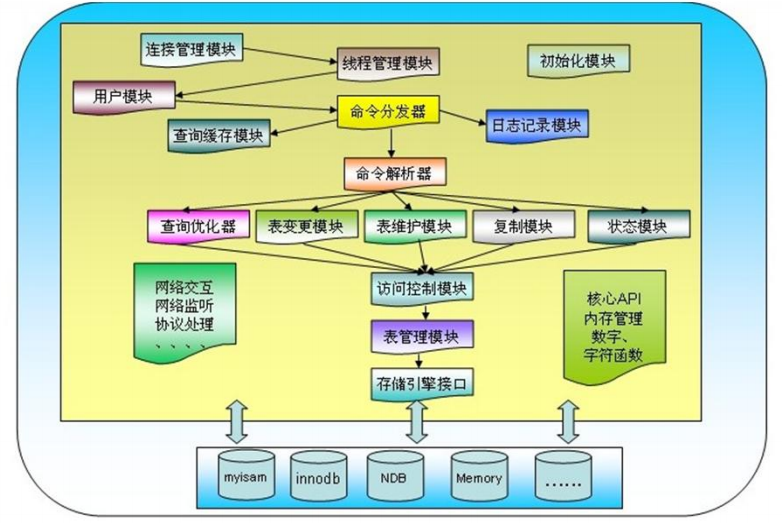 连接管理模块
线程管理模块
初始化模块
用户模块
命令分发器
查询缓存模块
日志记录模块
命令解析器
查询优化器
表变更模块
表维护模块
复制模块
状态模块
网络交互
网络监听
协议处理
、、、、
访问控制模块
核心API
内存管理
数字、
字符函数
表管理模块
存储引擎接口
myisam
innodb
NDB
Memory
……